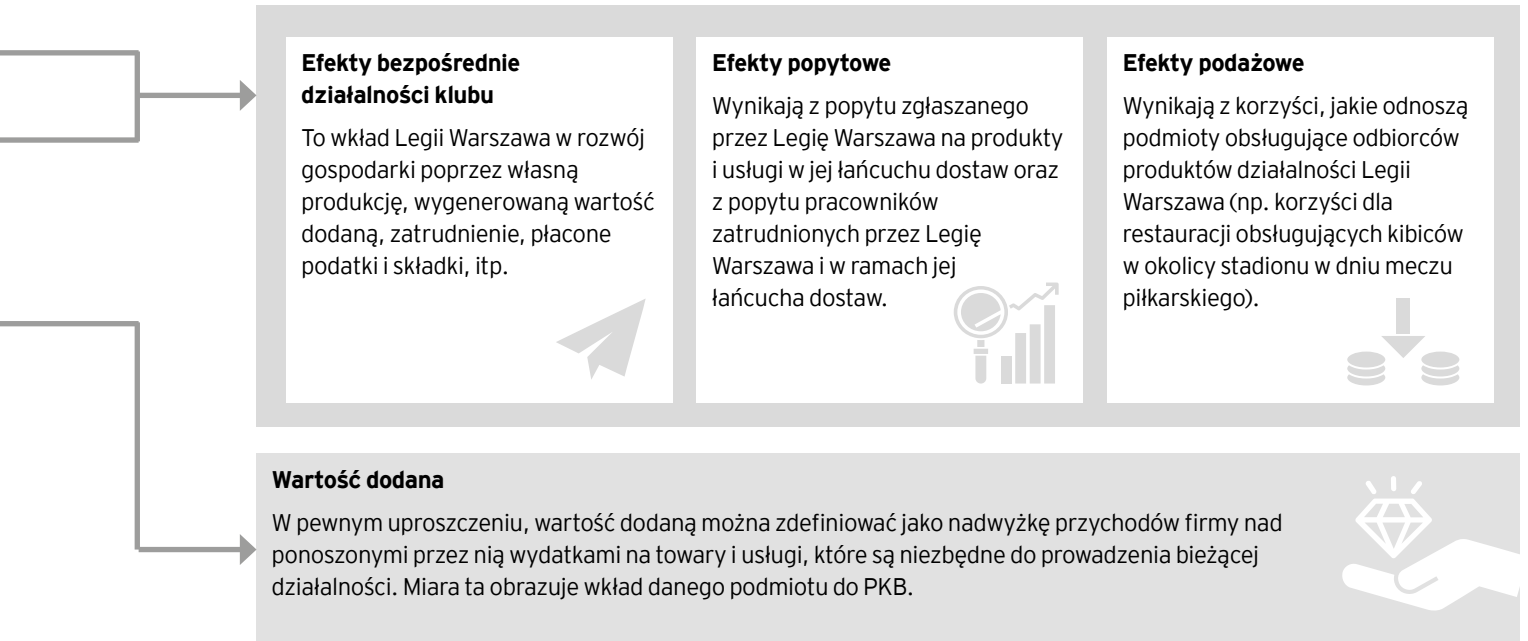 Efekty bezpośrednie
działalności klubu
To wkład Legii Warszawa w rozwój
gospodarki poprzez własną
produkcję, wygenerowaną wartość
dodaną, zatrudnienie, płacone
podatki i składki, itp.
Efekty popytowe
Wynikają z popytu zgłaszanego
przez Legię Warszawa na produkty
i usługi w jej łańcuchu dostaw oraz
z popytu pracowników
zatrudnionych przez Legię
Warszawa i w ramach jej
łańcucha dostaw.
Efekty podażowe
Wynikają z korzyści, jakie odnoszą
podmioty obsługujące odbiorców
produktów działalności Legii
Warszawa (np. korzyści dla
restauracji obsługujących kibiców
w okolicy stadionu w dniu meczu
piłkarskiego).
Wartość dodana
W pewnym uproszczeniu, wartość dodaną można zdefiniować jako nadwyżkę przychodów firmy nad
ponoszonymi przez nią wydatkami na towary i usługi, które są niezbędne do prowadzenia bieżącej
działalności. Miara ta obrazuje wkład danego podmiotu do PKB.